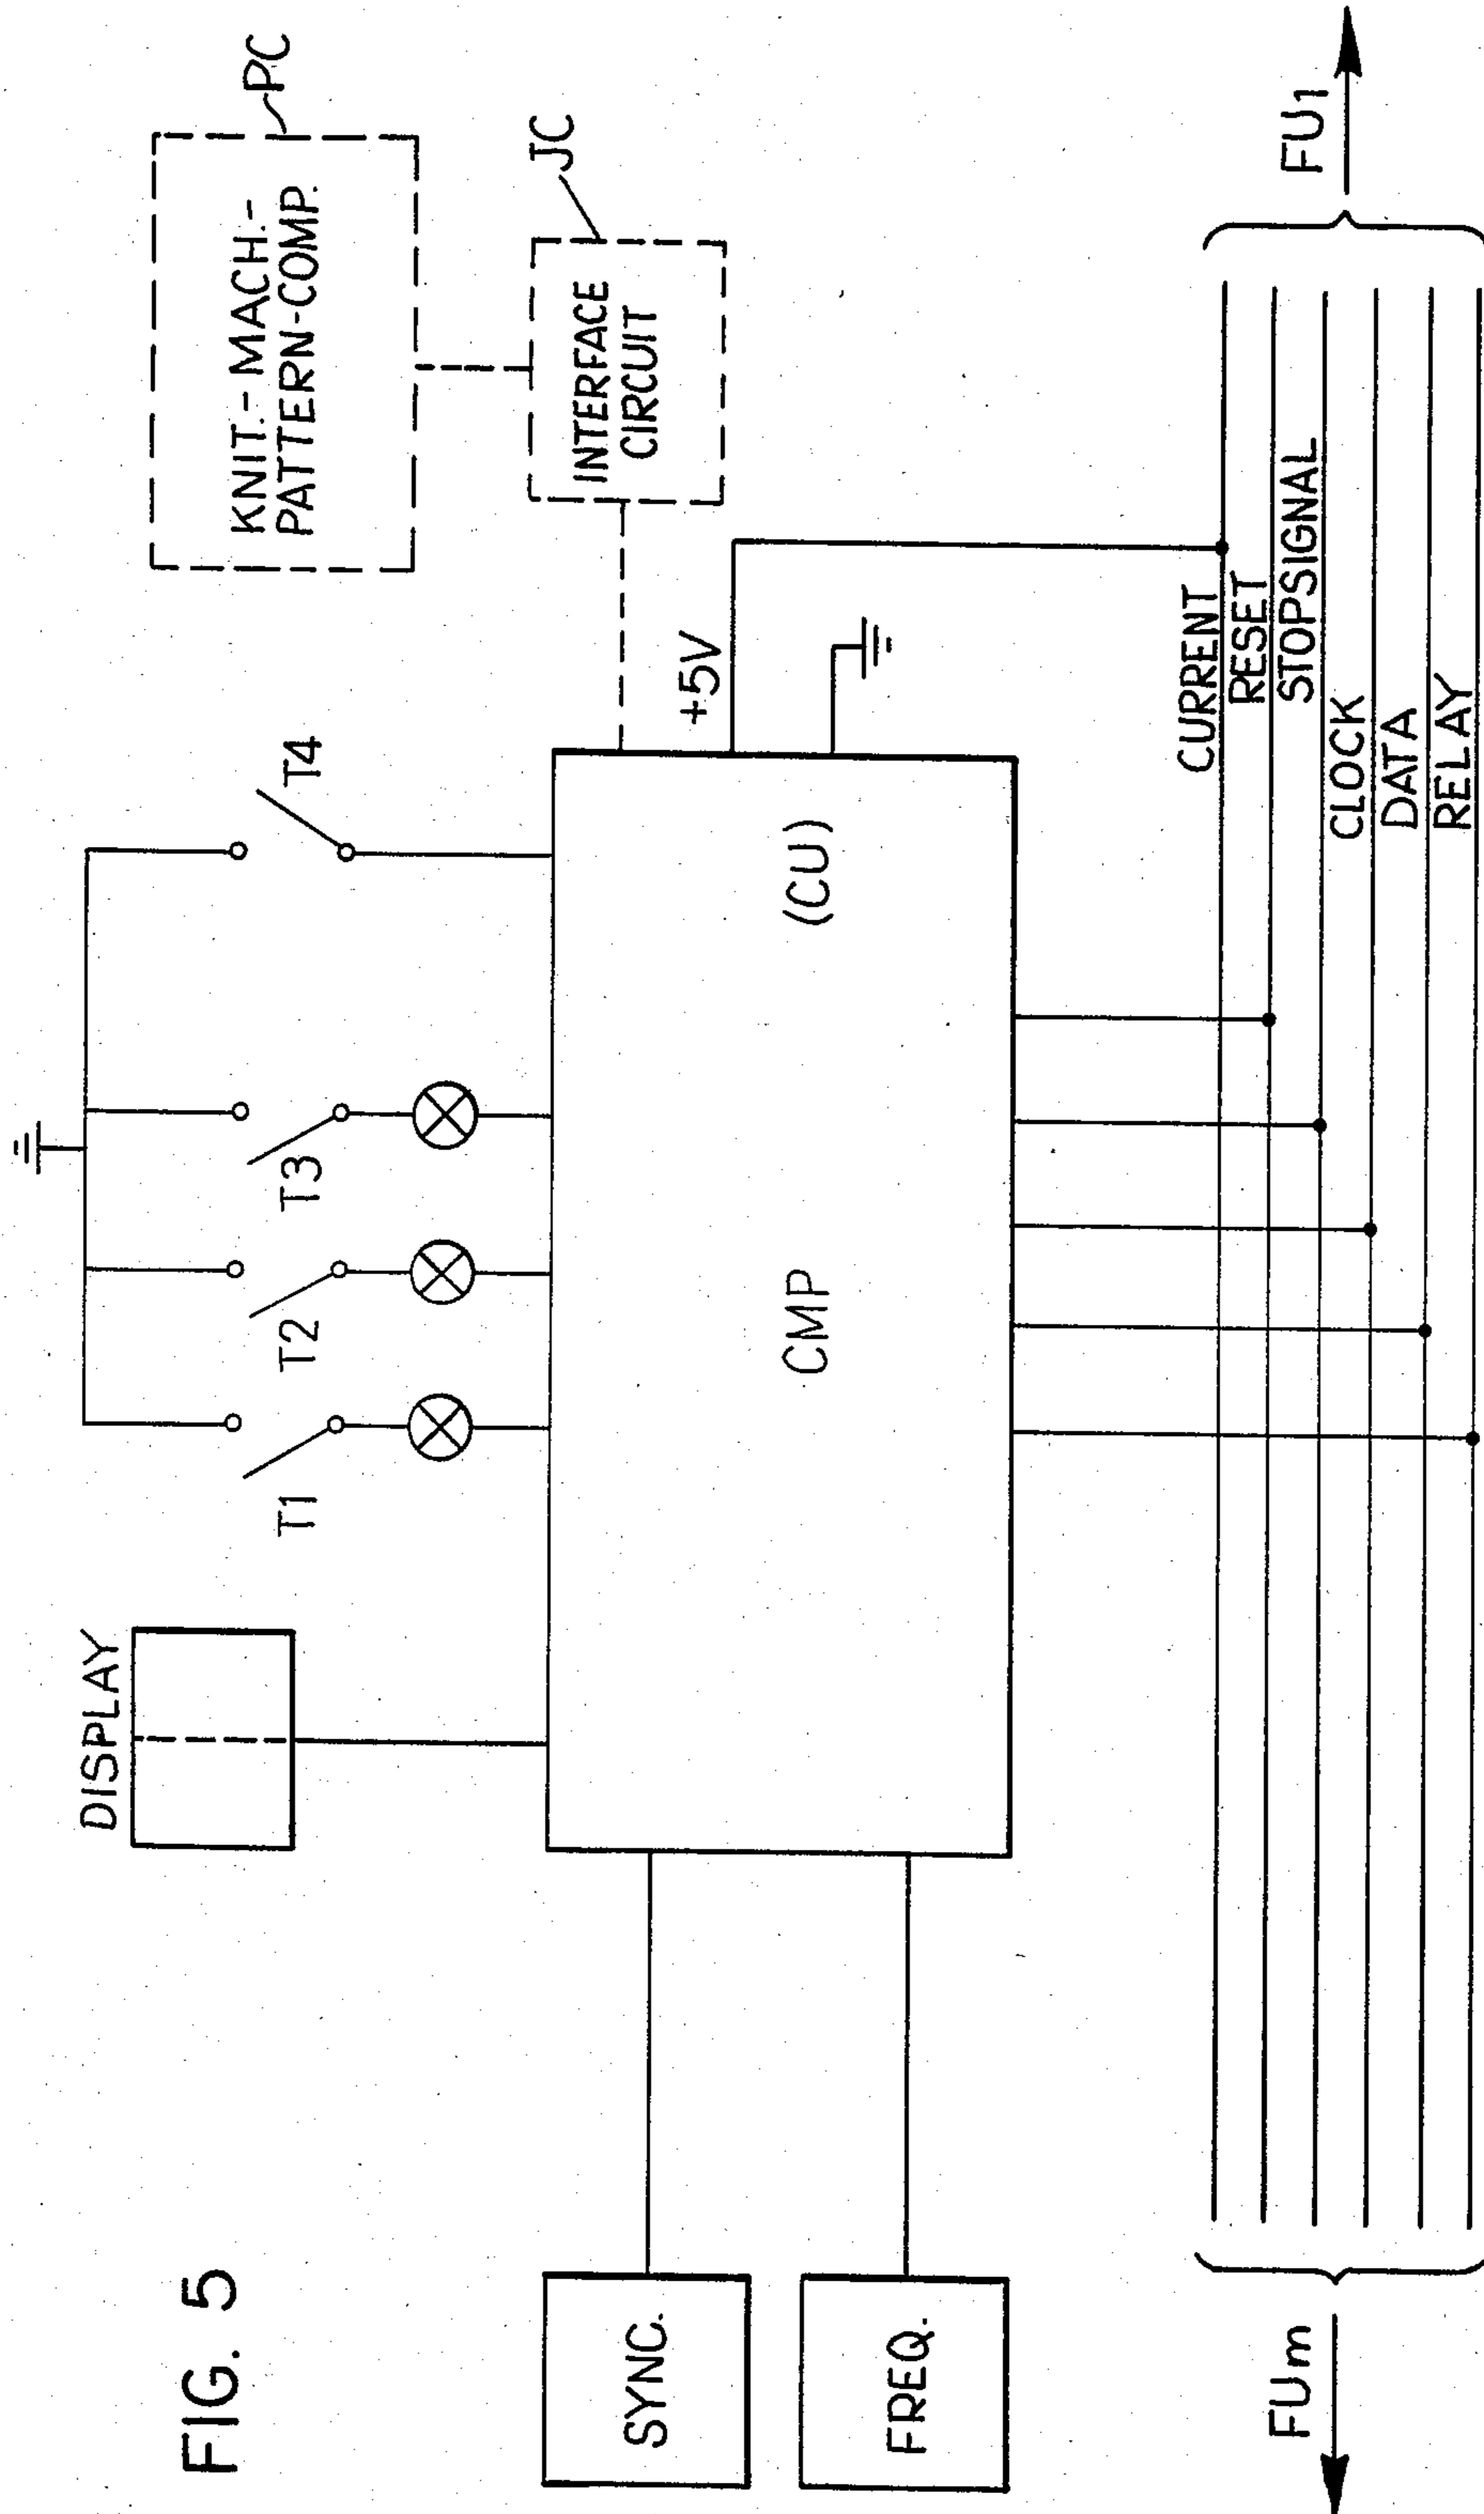 FIG. 5
DISPLAY
T1
T2
T3
T4
KNIT.-MACH.-
PATTERN-COMP.
PC
INTERFACE
CIRCUIT
JC
SYNC.
FREQ.
CMP
(CU)
+5V
CURRENT
RESET
STOPSIGNAL
CLOCK
DATA
RELAY
FUm
FU1